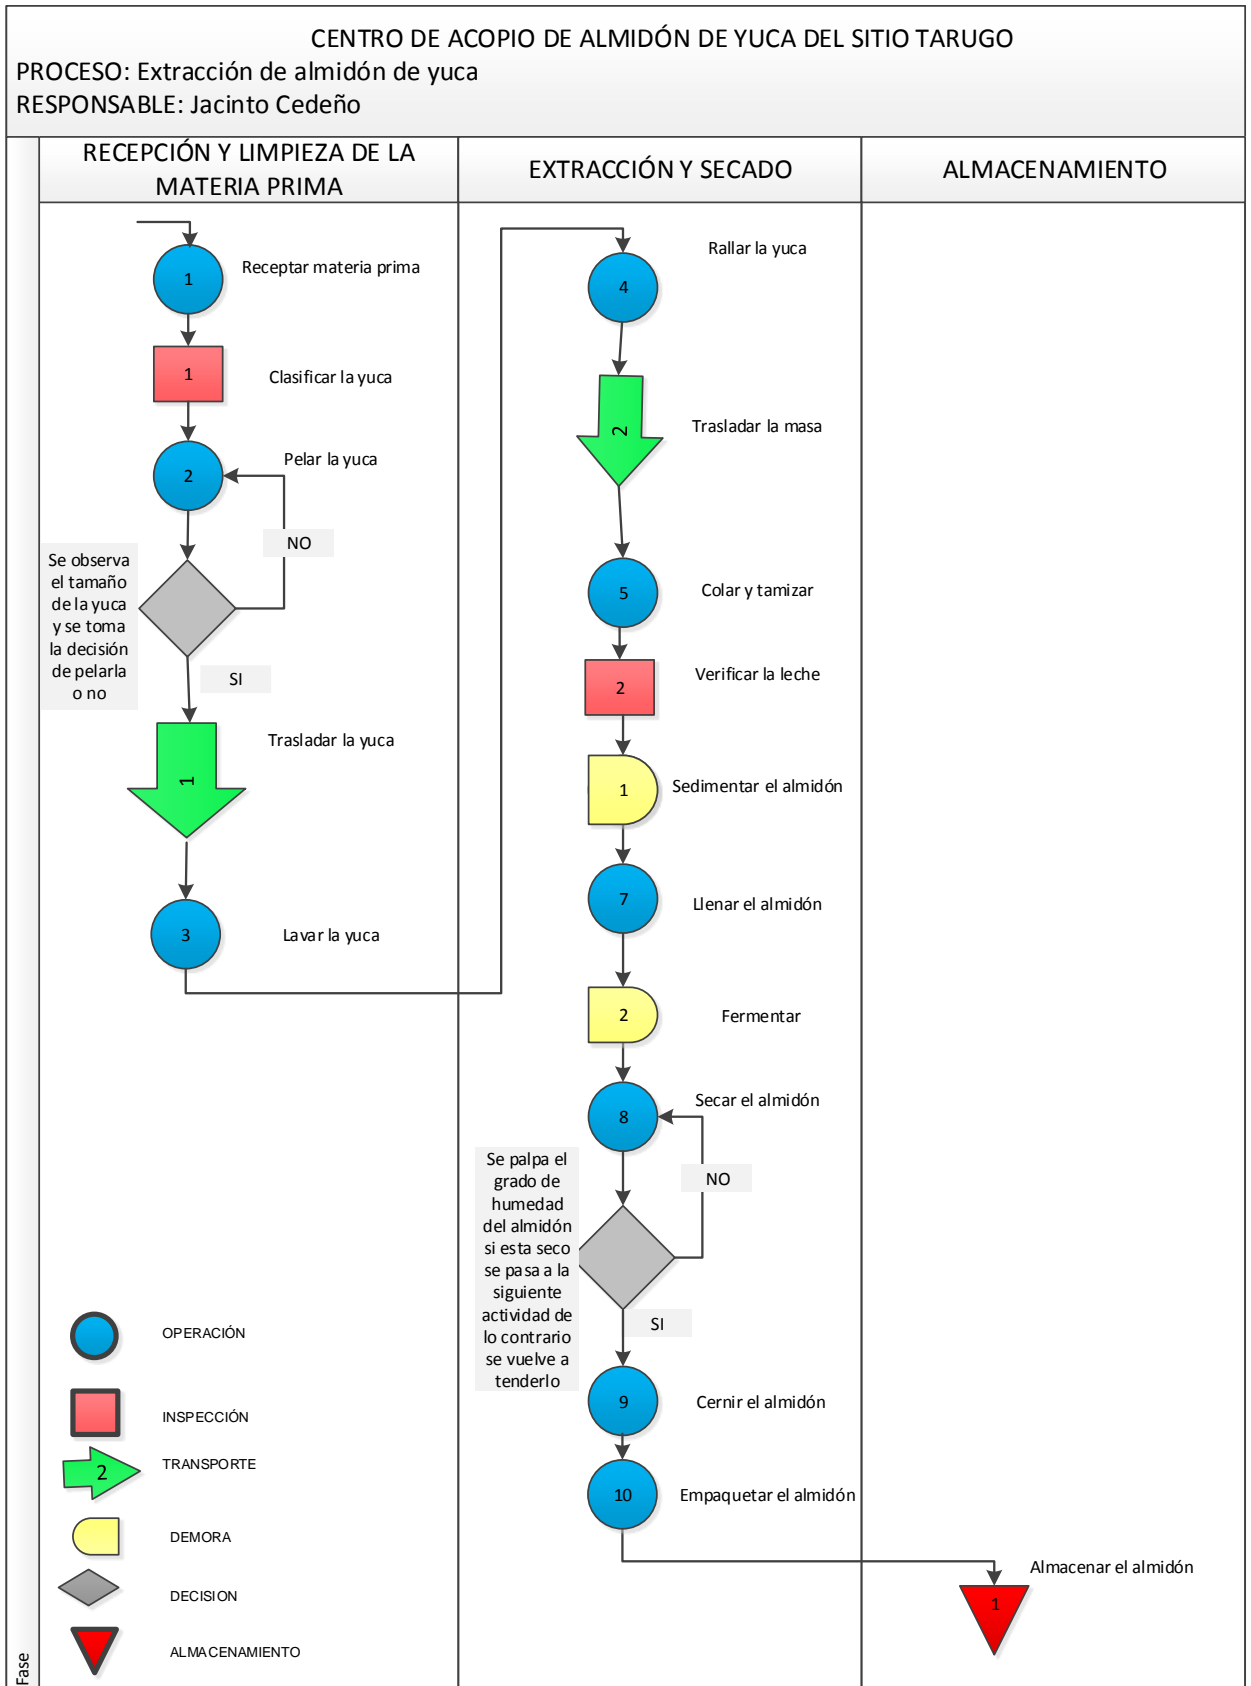 CENTRO DE ACOPIO DE ALMIDÓN DE YUCA DEL SITIO TARUGO
PROCESO: Extracción de almidón de yuca
RESPONSABLE: Jacinto Cedeño
RECEPCIÓN Y LIMPIEZA DE LA
MATERIA PRIMA
EXTRACCIÓN Y SECADO
ALMACENAMIENTO
1
Receptar materia prima
1
Clasificar la yuca
2
Pelar la yuca
NO
Se observa
el tamaño
de la yuca
y se toma
la decisión
de pelarla
o no
SI
1
Trasladar la yuca
3
Lavar la yuca
4
Rallar la yuca
2
Trasladar la masa
5
Colar y tamizar
2
Verificar la leche
1
Sedimentar el almidón
7
Llenar el almidón
2
Fermentar
8
Secar el almidón
NO
Se palpa el
grado de
humedad
del almidón
si esta seco
se pasa a la
siguiente
actividad de
lo contrario
se vuelve a
tenderlo
SI
9
Cernir el almidón
10
Empaquetar el almidón
1
Almacenar el almidón
OPERACIÓN
INSPECCIÓN
2
TRANSPORTE
DEMORA
DECISION
ALMACENAMIENTO
Fase